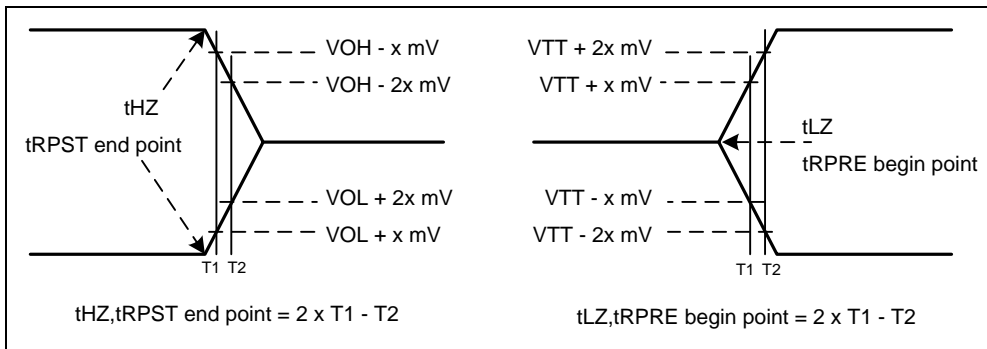 VOH - x mV
VOH - 2x mV
tHZ
tRPST end point
VOL + 2x mV
VOL + x mV
T1 T2
tHZ,tRPST end point = 2 x T1 - T2
VTT + 2x mV
VTT + x mV
tLZ
tRPRE begin point
VTT - x mV
VTT - 2x mV
T1 T2
tLZ,tRPRE begin point = 2 x T1 - T2